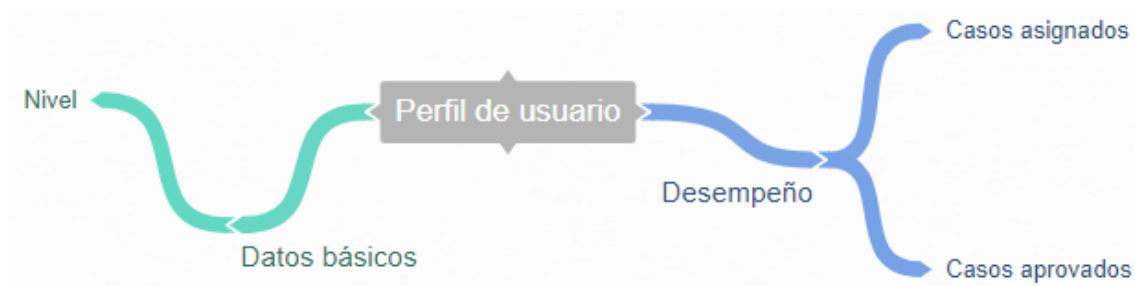 Casos asignados
Nivel
Perfil de usuario
Desempeño
Datos básicos
Casos aprovados